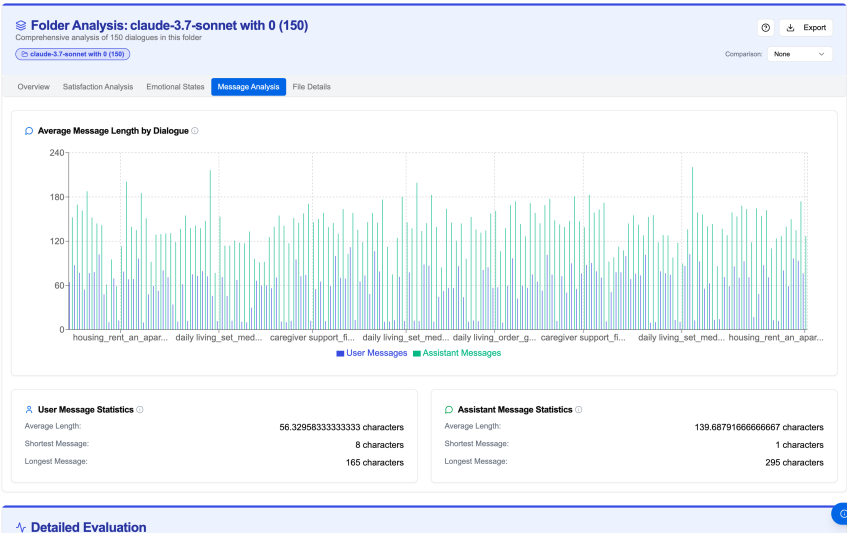 Folder Analysis: claude-3.7-sonnet with 0 (150)
Comprehensive analysis of 150 dialogues in this folder
claude-3.7-sonnet with 0 (150)
Export
Comparison: None
Overview Satisfaction Analysis Emotional States Message Analysis File Details
Average Message Length by Dialogue
240
180
120
60
0
housing_rent_an_apar... daily living_set_med... caregiver support_fi... daily living_set_med... daily living_order_g... caregiver support_fi... daily living_set_med... housing_rent_an_apar...
User Messages Assistant Messages
User Message Statistics
Average Length: 56.32958333333333 characters
Shortest Message: 8 characters
Longest Message: 165 characters
Assistant Message Statistics
Average Length: 139.68791666666667 characters
Shortest Message: 1 characters
Longest Message: 295 characters
Detailed Evaluation